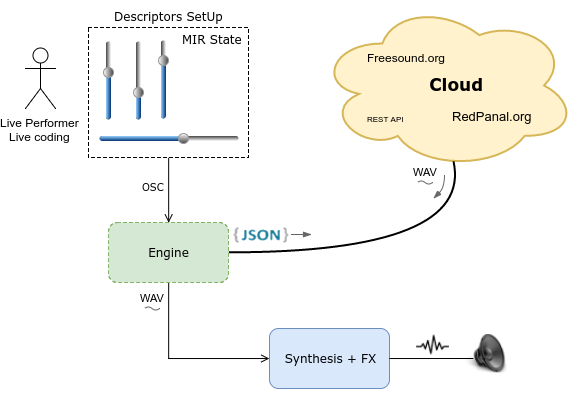 Descriptors SetUp
MIR State
Live Performer
Live coding
Freesound.org
Cloud
REST API
RedPanal.org
WAV
OSC
{JSON}
Engine
WAV
Synthesis + FX